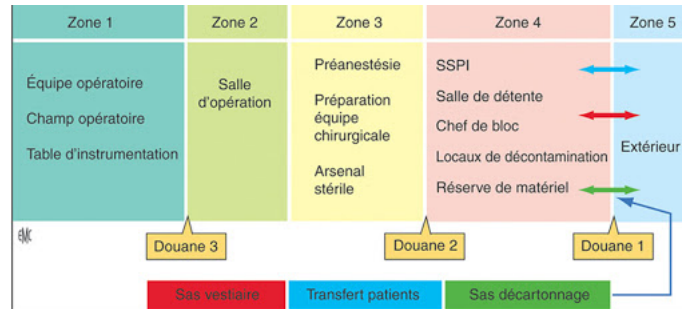 Zone 1
Zone 2
Zone 3
Zone 4
Zone 5
Équipe opératoire
Champ opératoire
Table d'instrumentation
Salle
d'opération
Préanestésie
Préparation
équipe
chirurgicale
Arsenal
stérile
SSPI
Salle de détente
Chef de bloc
Locaux de décontamination
Réserve de matériel
Extérieur
EMC
Douane 3
Douane 2
Douane 1
Sas vestiaire
Transfert patients
Sas décartonnage